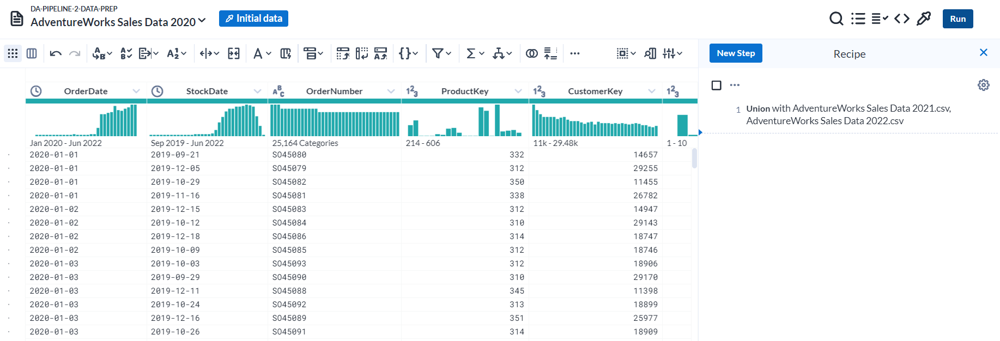 DA-PIPELINE-2-DATA-PREP
AdventureWorks Sales Data 2020
Initial data
Run
New Step
Recipe
OrderDate StockDate OrderNumber ProductKey CustomerKey
Jan 2020 - Jun 2022 Sep 2019 - Jun 2022 25,164 Categories 214 - 606 11k - 29.48k 1 - 10
2020-01-01 2019-09-21 SO45080 332 14657
2020-01-01 2019-12-05 SO45079 312 29255
2020-01-01 2019-10-29 SO45082 350 11455
2020-01-01 2019-11-16 SO45081 338 26782
2020-01-02 2019-12-15 SO45083 312 14947
2020-01-02 2019-10-12 SO45084 310 29143
2020-01-02 2019-12-18 SO45086 314 18747
2020-01-02 2019-10-09 SO45085 312 18746
2020-01-03 2019-10-03 SO45093 312 18906
2020-01-03 2019-09-29 SO45090 310 29170
2020-01-03 2019-12-11 SO45088 345 11398
2020-01-03 2019-10-24 SO45092 313 18899
2020-01-03 2019-12-16 SO45089 351 25977
2020-01-03 2019-10-26 SO45091 314 18909
1 Union with AdventureWorks Sales Data 2021.csv,
AdventureWorks Sales Data 2022.csv